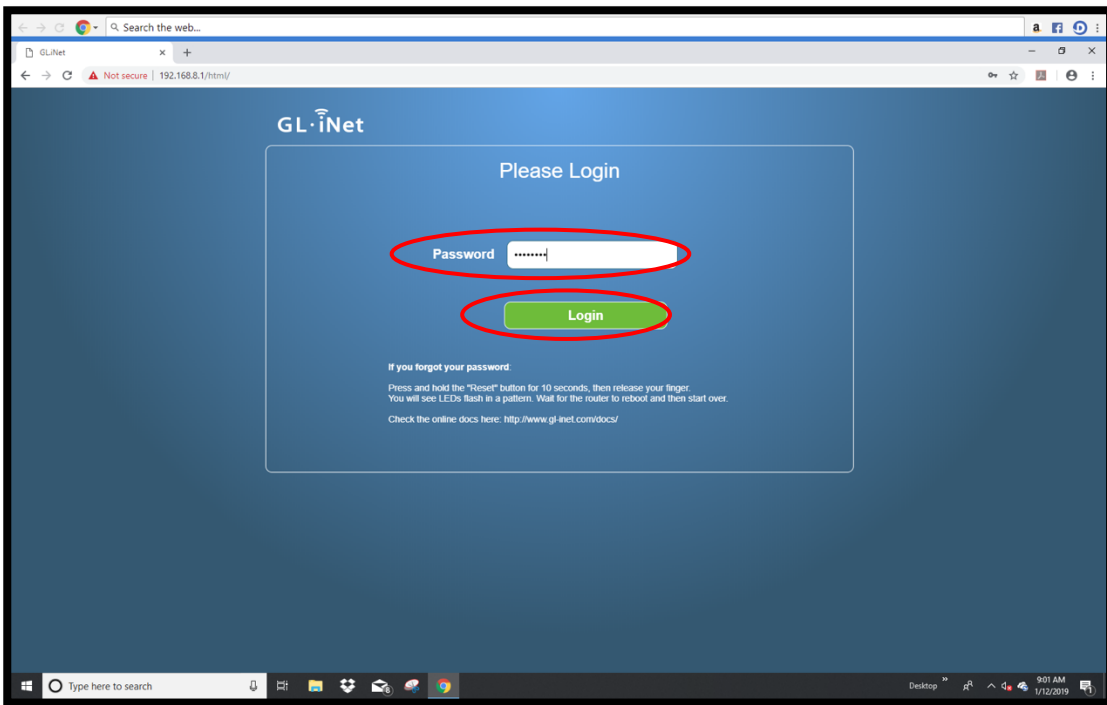 Search the web...
GLiNet
Not secure | 192.168.8.1/html/
GL·iNet
Please Login
Password
Login
If you forgot your password:
Press and hold the "Reset" button for 10 seconds, then release your finger.
You will see LEDs flash in a pattern. Wait for the router to reboot and then start over.
Check the online docs here: http://www.gl-inet.com/docs/
Type here to search
Desktop
9:01 AM
1/12/2019